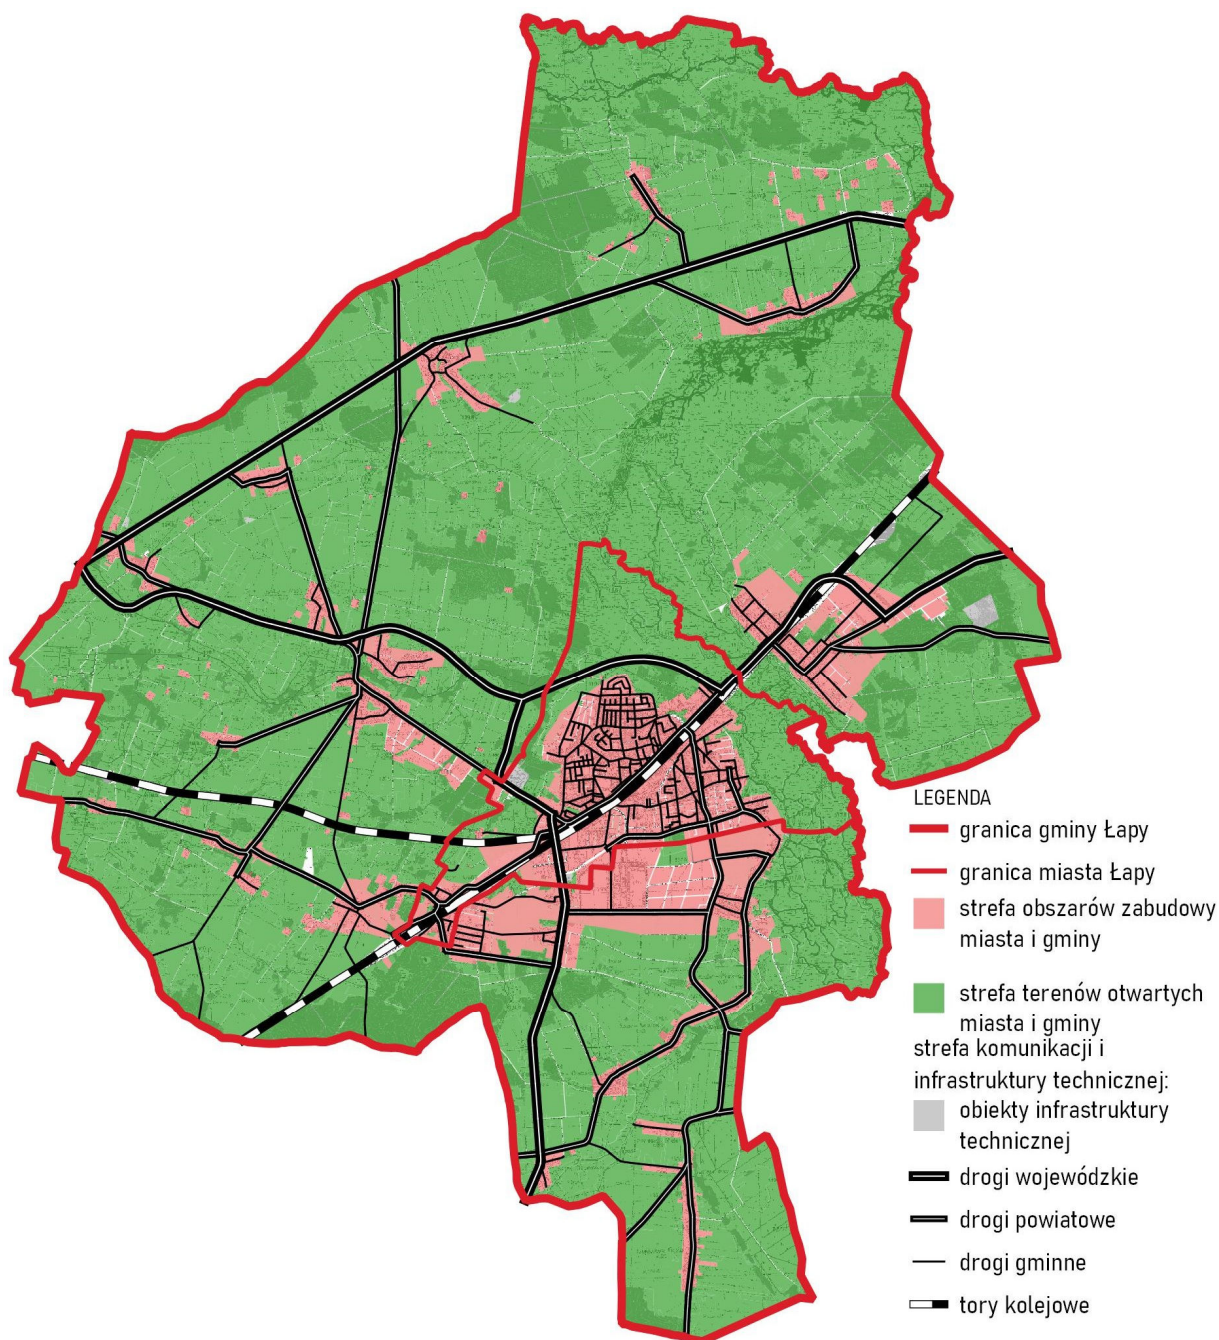 LEGENDA
granica gminy Łapy
granica miasta Łapy
strefa obszarów zabudowy
miasta i gminy
strefa terenów otwartych
miasta i gminy
strefa komunikacji i
infrastruktury technicznej:
obiekty infrastruktury
technicznej
drogi wojewódzkie
drogi powiatowe
drogi gminne
tory kolejowe